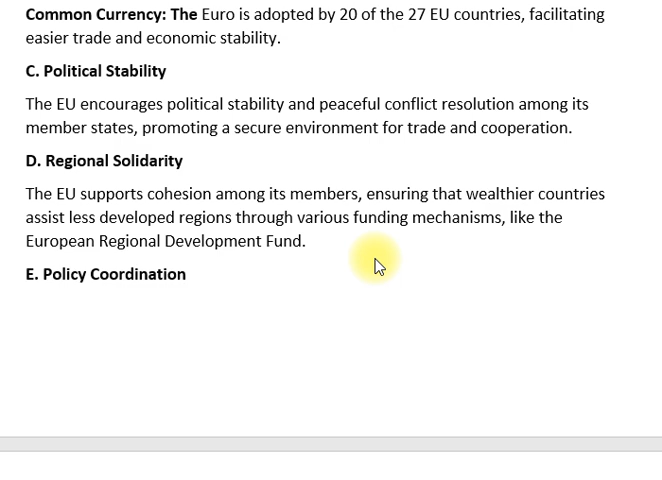 Common Currency: The Euro is adopted by 20 of the 27 EU countries, facilitating
easier trade and economic stability.
C. Political Stability
The EU encourages political stability and peaceful conflict resolution among its
member states, promoting a secure environment for trade and cooperation.
D. Regional Solidarity
The EU supports cohesion among its members, ensuring that wealthier countries
assist less developed regions through various funding mechanisms, like the
European Regional Development Fund.
E. Policy Coordination